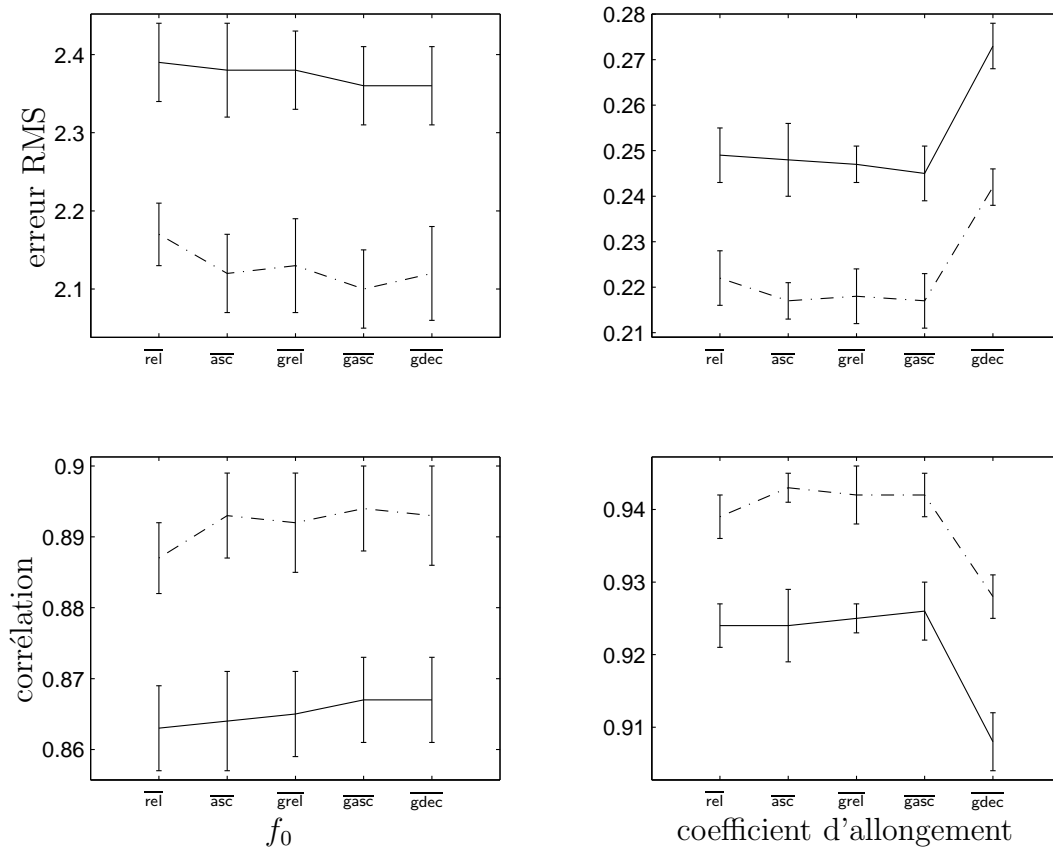 erreur RMS
2.4
2.3
2.2
2.1
rel asc grel gasc gdec
0.28
0.27
0.26
0.25
0.24
0.23
0.22
0.21
rel asc grel gasc gdec
corrélation
0.9
0.89
0.88
0.87
0.86
rel asc grel gasc gdec
f₀
0.94
0.93
0.92
0.91
rel asc grel gasc gdec
coefficient d'allongement